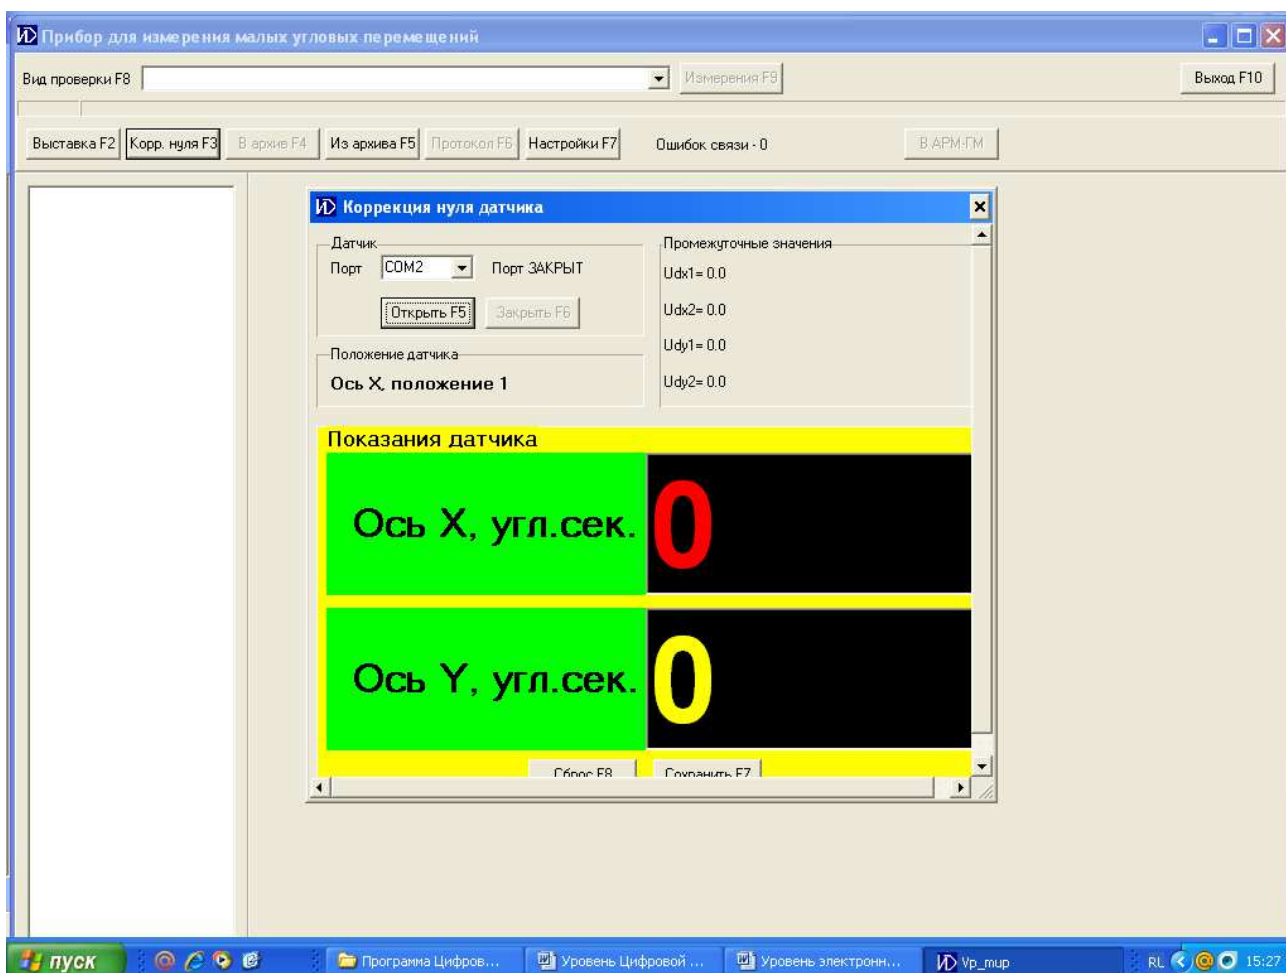 Прибор для измерения малых угловых перемещений
Вид проверки F8 Измерения F9 Выход F10
Выставка F2 Корр. нуля F3 В архив F4 Из архива F5 Протокол F6 Настройки F7 Ошибок связи - 0 В АРМ-ГМ
Коррекция нуля датчика
Датчик Промежуточные значения
Порт COM2 Порт ЗАКРЫТ Udx1= 0.0
Открыть F5 Закрыть F6 Udx2= 0.0
Udy1= 0.0
Положение датчика
Ось X, положение 1 Udy2= 0.0
Показания датчика
Ось X, угл.сек. 0
Ось Y, угл.сек. 0
Сброс F8 Сохранить F7
пуск Программа Цифров... Уровень Цифровой ... Уровень электронн... Vp_mup RL 15:27